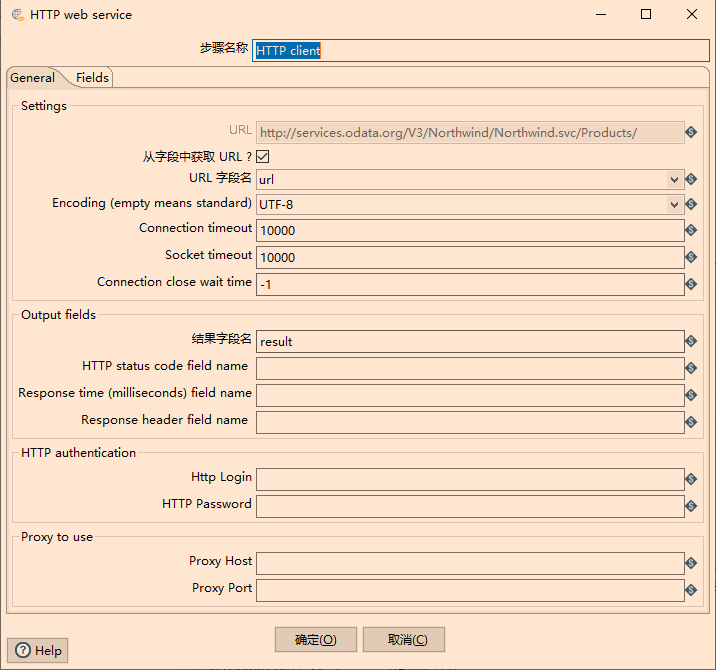 HTTP web service
步骤名称 HTTP client
General Fields
Settings
URL http://services.odata.org/V3/Northwind/Northwind.svc/Products/
从字段中获取 URL ?
URL 字段名 url
Encoding (empty means standard) UTF-8
Connection timeout 10000
Socket timeout 10000
Connection close wait time -1
Output fields
结果字段名 result
HTTP status code field name
Response time (milliseconds) field name
Response header field name
HTTP authentication
Http Login
HTTP Password
Proxy to use
Proxy Host
Proxy Port
确定(O) 取消(C)
Help